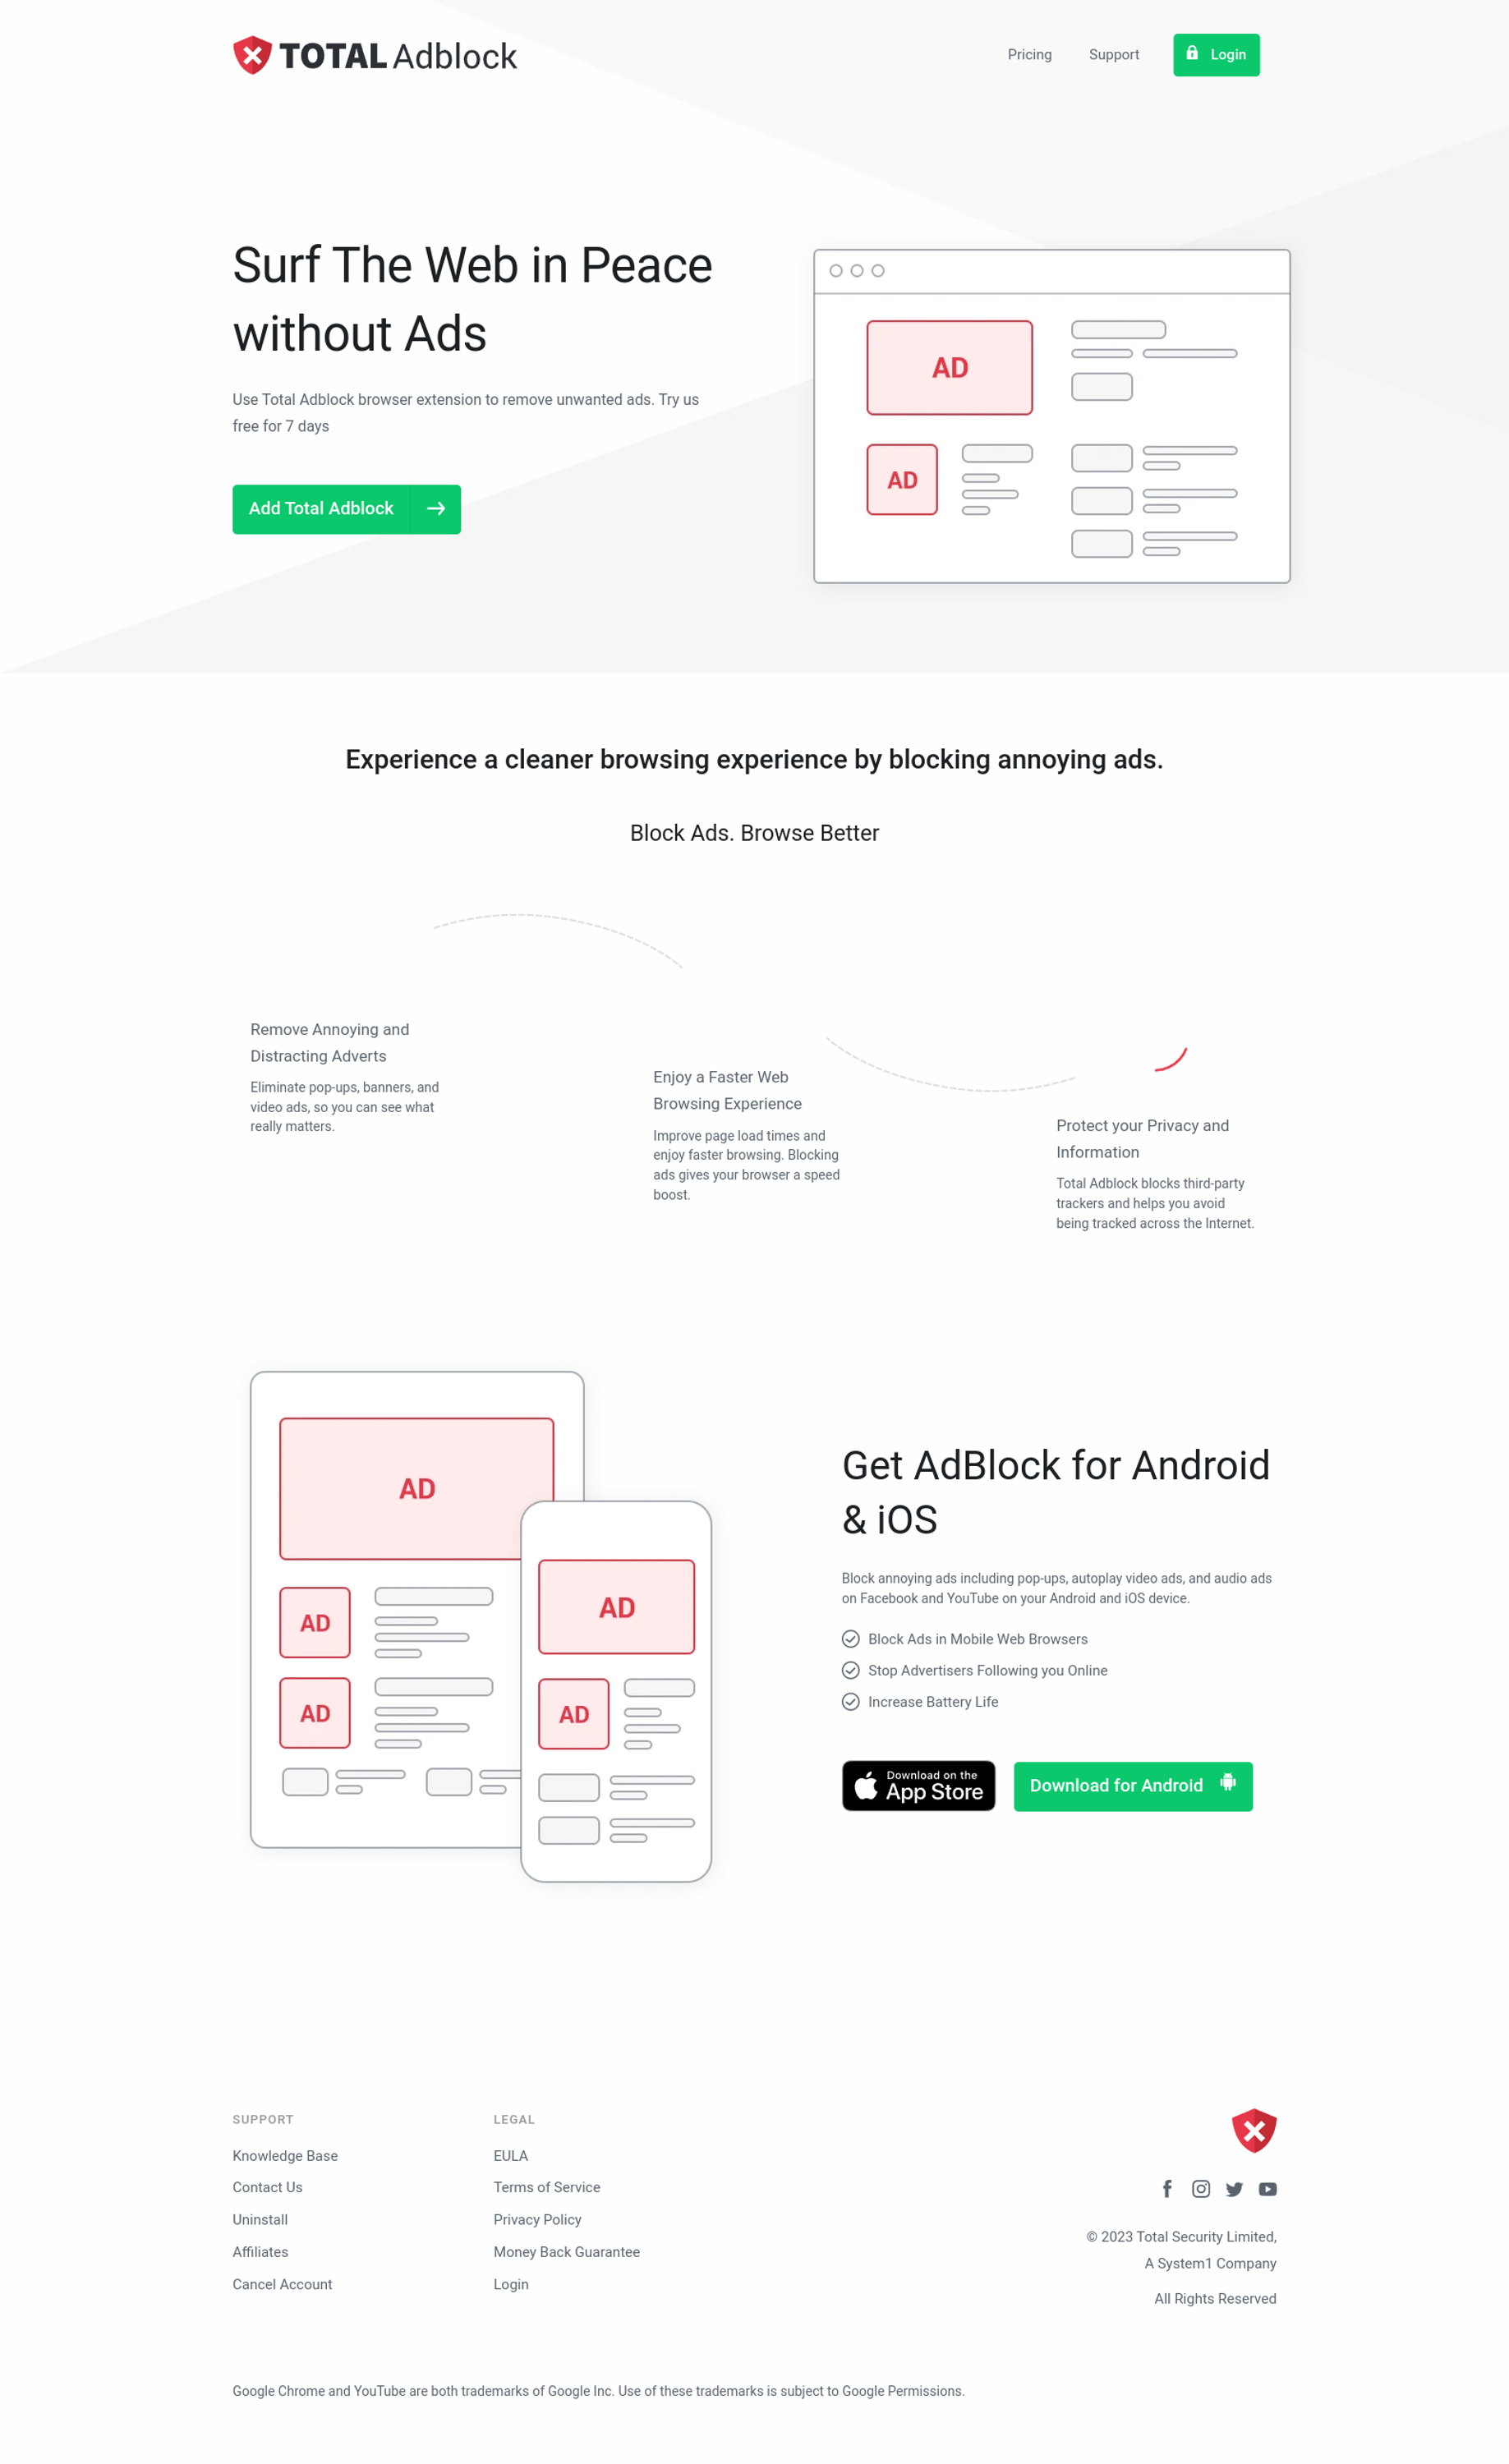 TOTAL Adblock
Pricing
Support
Login
Surf The Web in Peace
without Ads
Use Total Adblock browser extension to remove unwanted ads. Try us
free for 7 days
Add Total Adblock
AD
AD
Experience a cleaner browsing experience by blocking annoying ads.
Block Ads. Browse Better
Remove Annoying and
Distracting Adverts
Eliminate pop-ups, banners, and
video ads, so you can see what
really matters.
Enjoy a Faster Web
Browsing Experience
Improve page load times and
enjoy faster browsing. Blocking
ads gives your browser a speed
boost.
Protect your Privacy and
Information
Total Adblock blocks third-party
trackers and helps you avoid
being tracked across the Internet.
AD
AD
AD
AD
AD
Get AdBlock for Android
& iOS
Block annoying ads including pop-ups, autoplay video ads, and audio ads
on Facebook and YouTube on your Android and iOS device.
Block Ads in Mobile Web Browsers
Stop Advertisers Following you Online
Increase Battery Life
Download on the
App Store
Download for Android
SUPPORT
Knowledge Base
Contact Us
Uninstall
Affiliates
Cancel Account
LEGAL
EULA
Terms of Service
Privacy Policy
Money Back Guarantee
Login
© 2023 Total Security Limited,
A System1 Company
All Rights Reserved
Google Chrome and YouTube are both trademarks of Google Inc. Use of these trademarks is subject to Google Permissions.